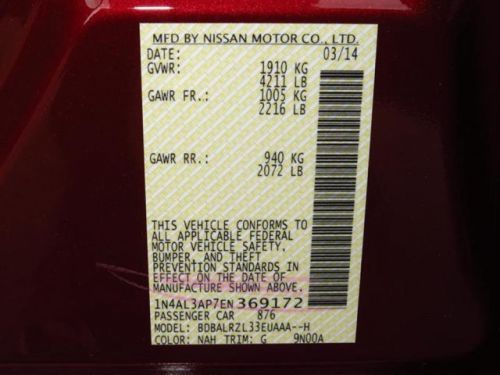 MFD BY NISSAN MOTOR CO., LTD.
DATE: 03/14
GVWR: 1910 KG
4211 LB
GAWR FR.: 1005 KG
2216 LB
GAWR RR.: 940 KG
2072 LB
THIS VEHICLE CONFORMS TO
ALL APPLICABLE FEDERAL
MOTOR VEHICLE SAFETY,
BUMPER, AND THEFT
PREVENTION STANDARDS IN
EFFECT ON THE DATE OF
MANUFACTURE SHOWN ABOVE.
1N4AL3AP7EN 369172
PASSENGER CAR 876
MODEL: BDBALRZL33EUAAA--H
COLOR: NAH TRIM: G 9N00A